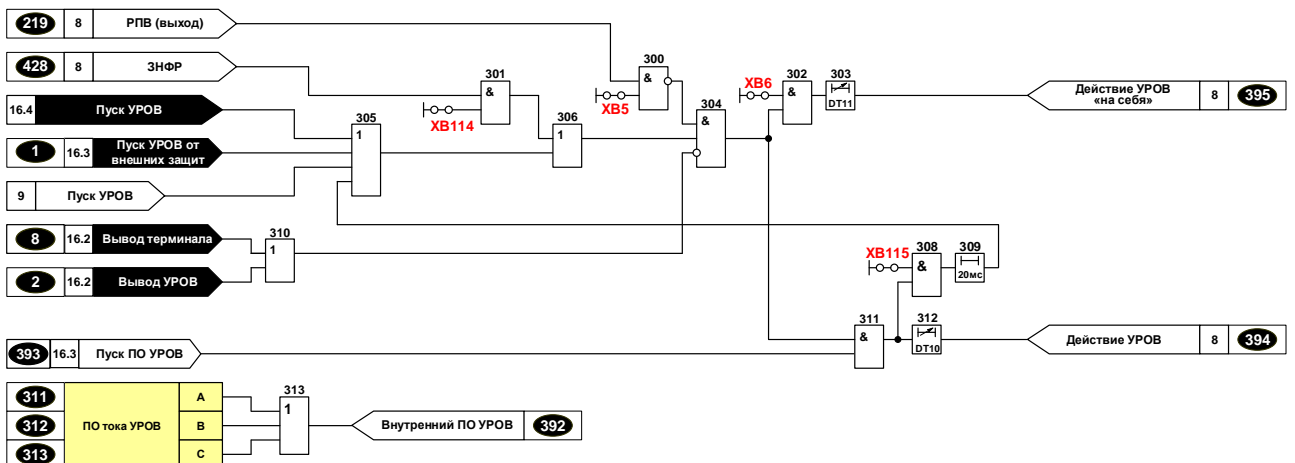 219 8 РПВ (выход)
428 8 ЗНФР
16.4 Пуск УРОВ
1 16.3 Пуск УРОВ от
внешних защит
9 Пуск УРОВ
8 16.2 Вывод терминала
2 16.2 Вывод УРОВ
393 16.3 Пуск ПО УРОВ
311 A
312 ПО тока УРОВ B
313 C
305
1
310
1
313
1
301
&
XB114
306
1
300
&
XB5
304
&
XB6
302
&
303
DT11
Действие УРОВ
«на себя»
8 395
XB115
308
&
309
20мс
311
&
312
DT10
Действие УРОВ 8 394
Внутренний ПО УРОВ 392